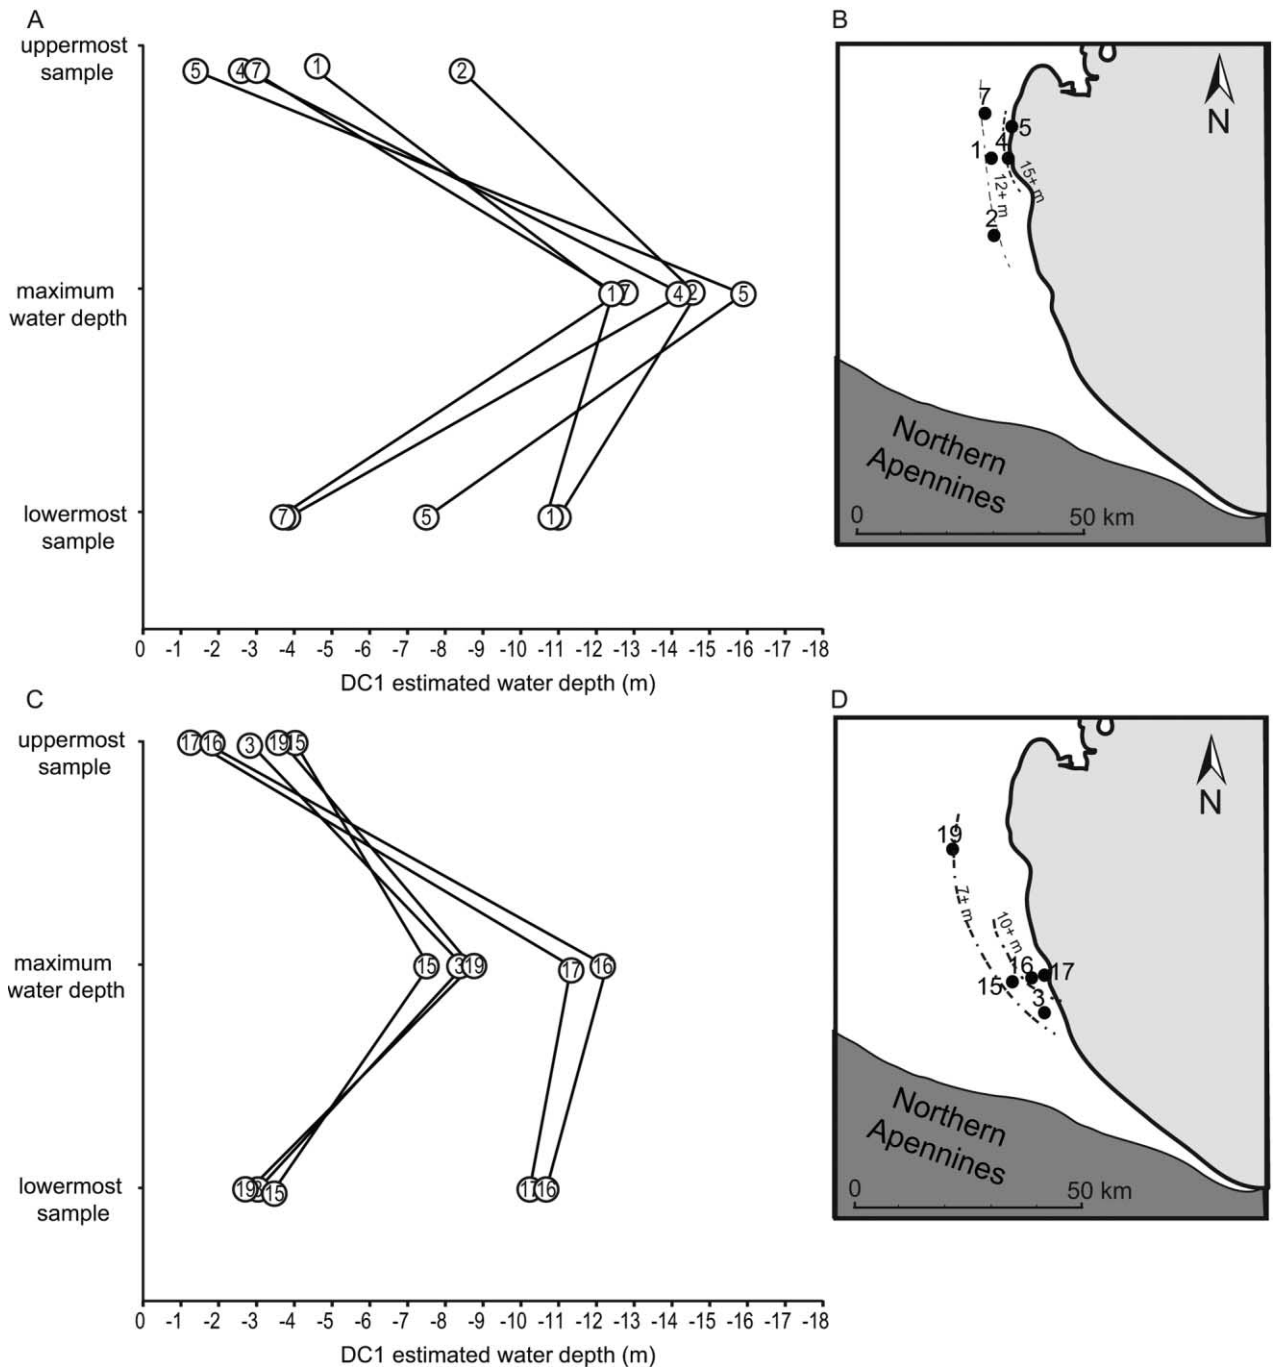 A
uppermost
sample
5
4
7
1
2
maximum
water depth
1
7
4
2
5
lowermost
sample
7
5
1
0 -1 -2 -3 -4 -5 -6 -7 -8 -9 -10 -11 -12 -13 -14 -15 -16 -17 -18
DC1 estimated water depth (m)
B
N
7
5
1
4
15+ m
12+ m
2
Northern
Apennines
0
50 km
C
uppermost
sample
17
16
3
19
15
maximum
water depth
15
3
19
17
16
lowermost
sample
19
3
15
17
16
0 -1 -2 -3 -4 -5 -6 -7 -8 -9 -10 -11 -12 -13 -14 -15 -16 -17 -18
DC1 estimated water depth (m)
D
N
19
7+ m
10+ m
16
17
15
3
Northern
Apennines
0
50 km